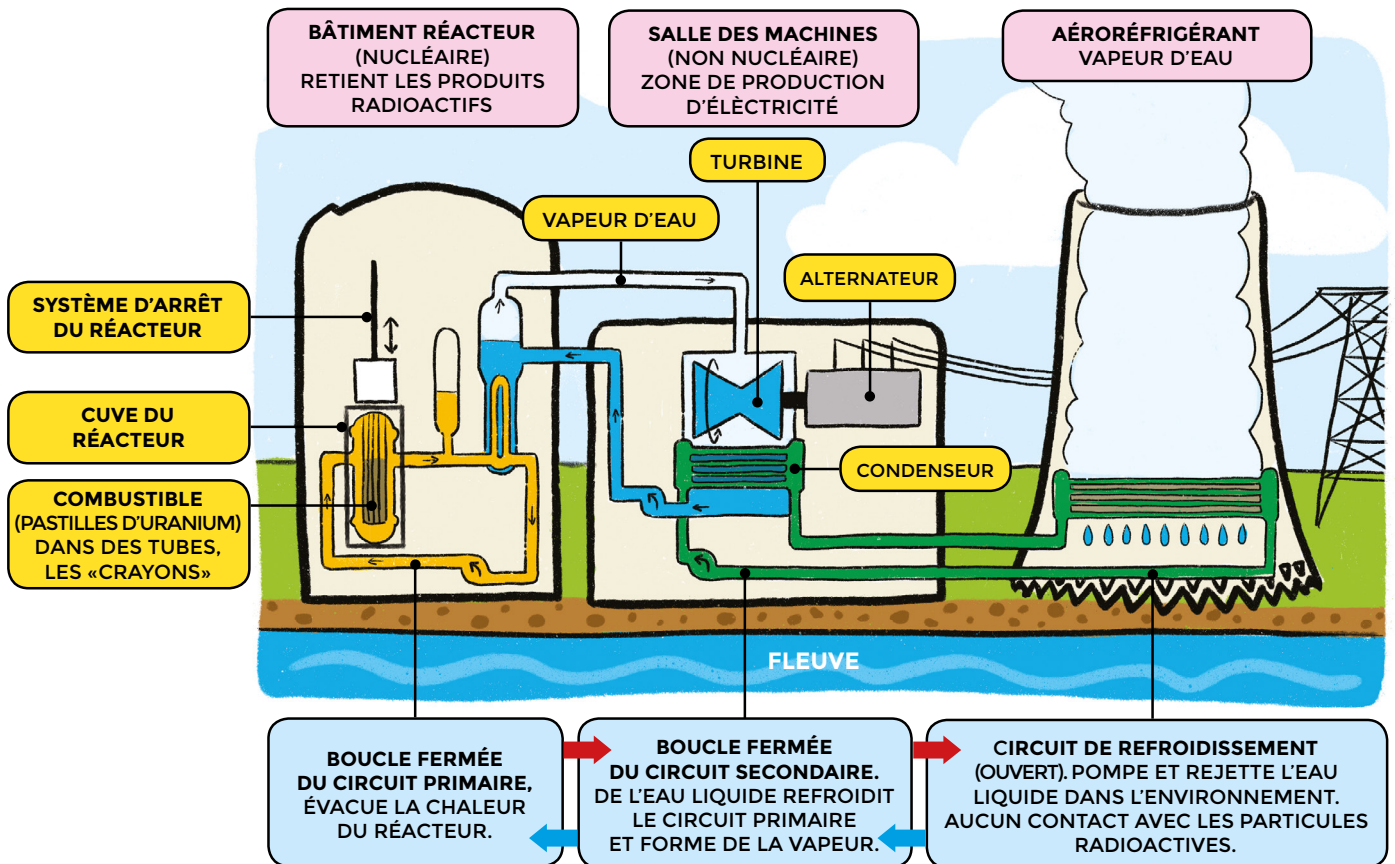 BÂTIMENT RÉACTEUR
(NUCLÉAIRE)
RETIENT LES PRODUITS
RADIOACTIFS
SALLE DES MACHINES
(NON NUCLÉAIRE)
ZONE DE PRODUCTION
D'ÉLÈCTRICITÉ
AÉRORÉFRIGÉRANT
VAPEUR D'EAU
TURBINE
VAPEUR D'EAU
ALTERNATEUR
SYSTÈME D'ARRÊT
DU RÉACTEUR
CUVE DU
RÉACTEUR
CONDENSEUR
COMBUSTIBLE
(PASTILLES D'URANIUM)
DANS DES TUBES,
LES «CRAYONS»
FLEUVE
BOUCLE FERMÉE
DU CIRCUIT PRIMAIRE,
ÉVACUE LA CHALEUR
DU RÉACTEUR.
BOUCLE FERMÉE
DU CIRCUIT SECONDAIRE.
DE L'EAU LIQUIDE REFROIDIT
LE CIRCUIT PRIMAIRE
ET FORME DE LA VAPEUR.
CIRCUIT DE REFROIDISSEMENT
(OUVERT). POMPE ET REJETTE L'EAU
LIQUIDE DANS L'ENVIRONNEMENT.
AUCUN CONTACT AVEC LES PARTICULES
RADIOACTIVES.